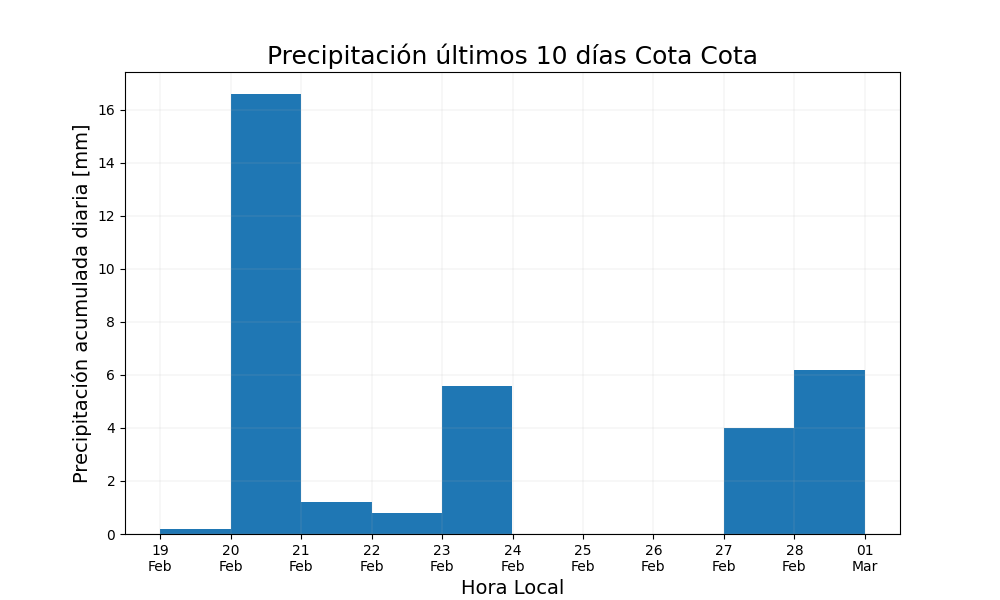 Precipitación últimos 10 días Cota Cota
Precipitación acumulada diaria [mm]
16
14
12
10
8
6
4
2
0
19 20 21 22 23 24 25 26 27 28 01
Feb Feb Feb Feb Feb Feb Feb Feb Feb Feb Mar
Hora Local